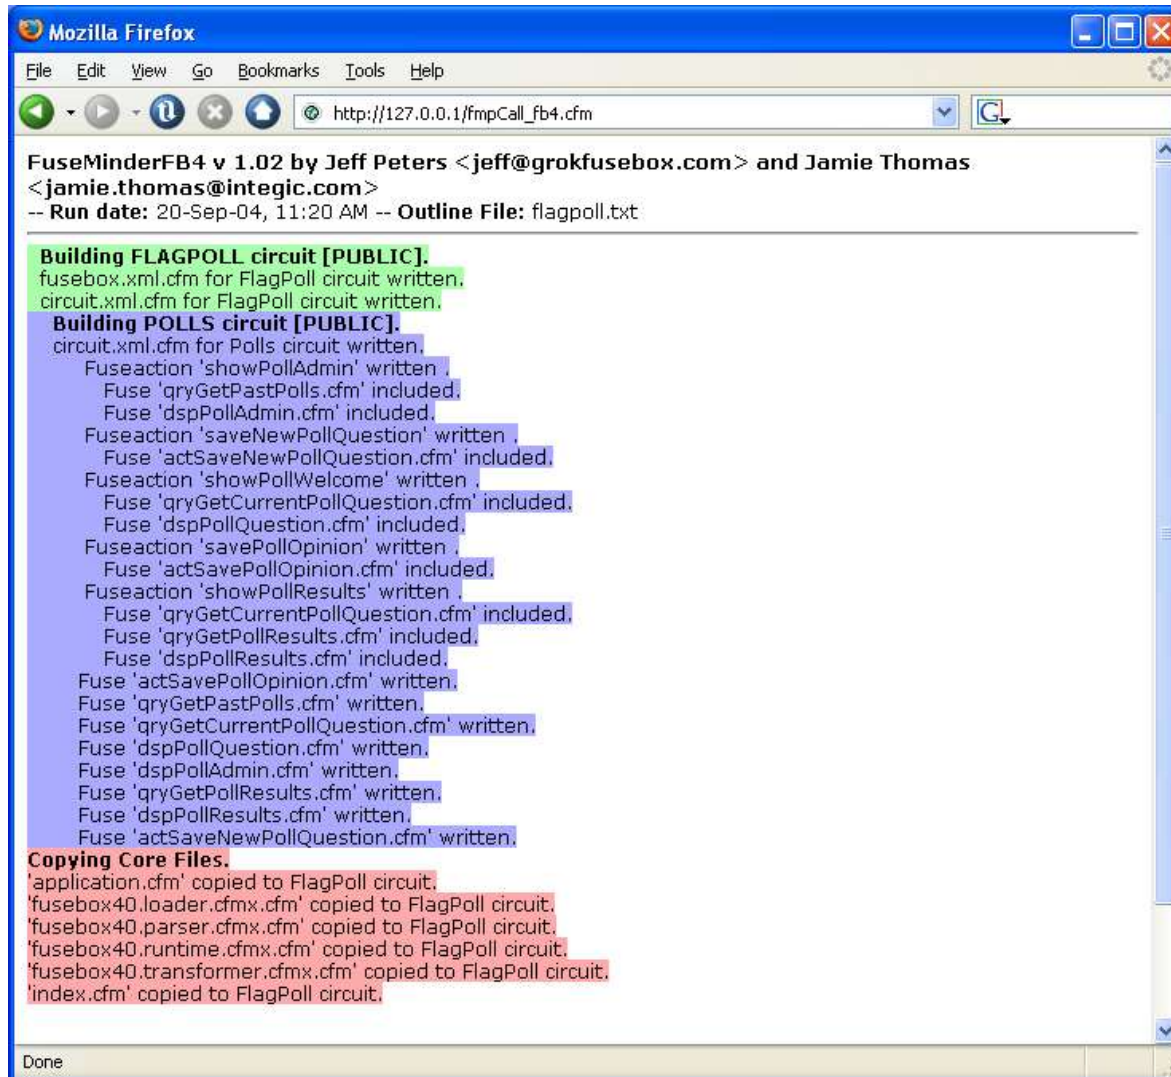 Mozilla Firefox
File Edit View Go Bookmarks Tools Help
http://127.0.0.1/fmpCall_fb4.cfm G
FuseMinderFB4 v 1.02 by Jeff Peters <jeff@grokfusebox.com> and Jamie Thomas
<jamie.thomas@integic.com>
-- Run date: 20-Sep-04, 11:20 AM -- Outline File: flagpoll.txt
Building FLAGPOLL circuit [PUBLIC].
fusebox.xml.cfm for FlagPoll circuit written.
circuit.xml.cfm for FlagPoll circuit written.
Building POLLS circuit [PUBLIC].
circuit.xml.cfm for Polls circuit written.
Fuseaction 'showPollAdmin' written .
Fuse 'qryGetPastPolls.cfm' included.
Fuse 'dspPollAdmin.cfm' included.
Fuseaction 'saveNewPollQuestion' written .
Fuse 'actSaveNewPollQuestion.cfm' included.
Fuseaction 'showPollWelcome' written .
Fuse 'qryGetCurrentPollQuestion.cfm' included.
Fuse 'dspPollQuestion.cfm' included.
Fuseaction 'savePollOpinion' written .
Fuse 'actSavePollOpinion.cfm' included.
Fuseaction 'showPollResults' written .
Fuse 'qryGetCurrentPollQuestion.cfm' included.
Fuse 'qryGetPollResults.cfm' included.
Fuse 'dspPollResults.cfm' included.
Fuse 'actSavePollOpinion.cfm' written.
Fuse 'qryGetPastPolls.cfm' written.
Fuse 'qryGetCurrentPollQuestion.cfm' written.
Fuse 'dspPollQuestion.cfm' written.
Fuse 'dspPollAdmin.cfm' written.
Fuse 'qryGetPollResults.cfm' written.
Fuse 'dspPollResults.cfm' written.
Fuse 'actSaveNewPollQuestion.cfm' written.
Copying Core Files.
'application.cfm' copied to FlagPoll circuit.
'fusebox40.loader.cfmx.cfm' copied to FlagPoll circuit.
'fusebox40.parser.cfmx.cfm' copied to FlagPoll circuit.
'fusebox40.runtime.cfmx.cfm' copied to FlagPoll circuit.
'fusebox40.transformer.cfmx.cfm' copied to FlagPoll circuit.
'index.cfm' copied to FlagPoll circuit.
Done